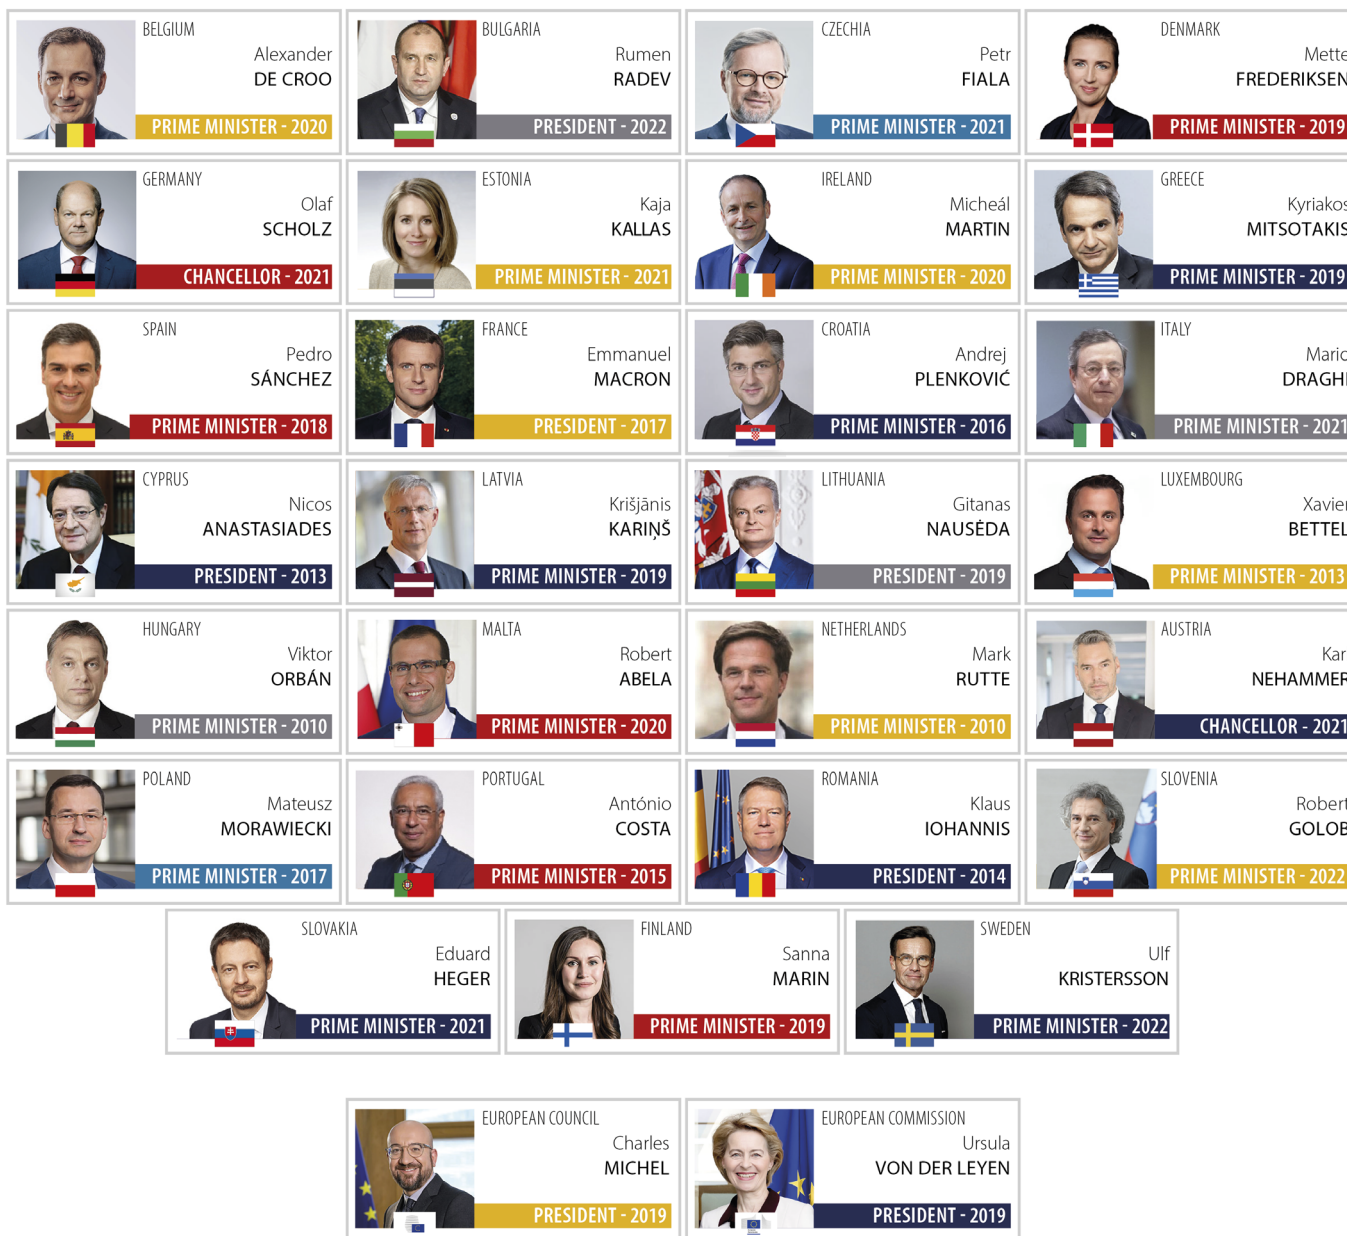 BELGIUM
Alexander
DE CROO
PRIME MINISTER - 2020
BULGARIA
Rumen
RADEV
PRESIDENT - 2022
CZECHIA
Petr
FIALA
PRIME MINISTER - 2021
DENMARK
Mette
FREDERIKSEN
PRIME MINISTER - 2019
GERMANY
Olaf
SCHOLZ
CHANCELLOR - 2021
ESTONIA
Kaja
KALLAS
PRIME MINISTER - 2021
IRELAND
Micheál
MARTIN
PRIME MINISTER - 2020
GREECE
Kyriakos
MITSOTAKIS
PRIME MINISTER - 2019
SPAIN
Pedro
SÁNCHEZ
PRIME MINISTER - 2018
FRANCE
Emmanuel
MACRON
PRESIDENT - 2017
CROATIA
Andrej
PLENKOVIĆ
PRIME MINISTER - 2016
ITALY
Mario
DRAGHI
PRIME MINISTER - 2021
CYPRUS
Nicos
ANASTASIADES
PRESIDENT - 2013
LATVIA
Krišjānis
KARIŅŠ
PRIME MINISTER - 2019
LITHUANIA
Gitanas
NAUSĖDA
PRESIDENT - 2019
LUXEMBOURG
Xavier
BETTEL
PRIME MINISTER - 2013
HUNGARY
Viktor
ORBÁN
PRIME MINISTER - 2010
MALTA
Robert
ABELA
PRIME MINISTER - 2020
NETHERLANDS
Mark
RUTTE
PRIME MINISTER - 2010
AUSTRIA
Kar
NEHAMMER
CHANCELLOR - 2021
POLAND
Mateusz
MORAWIECKI
PRIME MINISTER - 2017
PORTUGAL
António
COSTA
PRIME MINISTER - 2015
ROMANIA
Klaus
IOHANNIS
PRESIDENT - 2014
SLOVENIA
Robert
GOLOB
PRIME MINISTER - 2022
SLOVAKIA
Eduard
HEGER
PRIME MINISTER - 2021
FINLAND
Sanna
MARIN
PRIME MINISTER - 2019
SWEDEN
Ulf
KRISTERSSON
PRIME MINISTER - 2022
EUROPEAN COUNCIL
Charles
MICHEL
PRESIDENT - 2019
EUROPEAN COMMISSION
Ursula
VON DER LEYEN
PRESIDENT - 2019